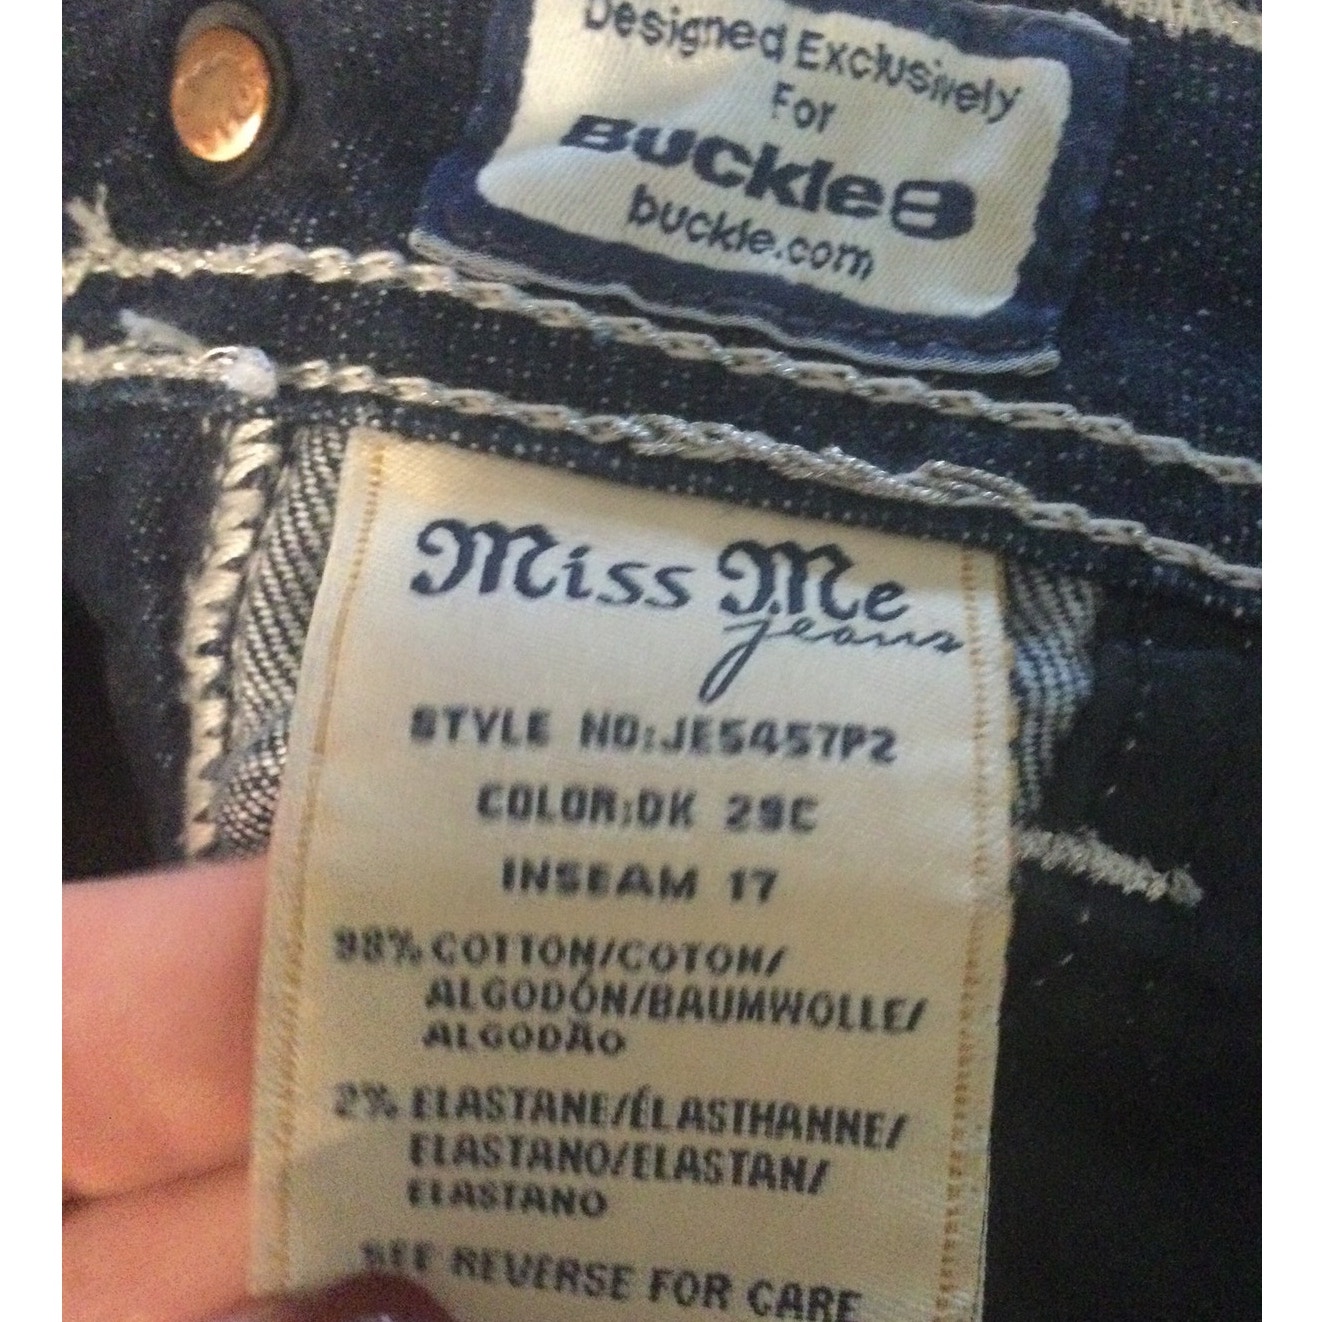 Designed Exclusively
For
BUCKLE
buckle.com
Miss Me
jeans
STYLE NO:JE5457P2
COLOR:DK 29C
INSEAM 17
98% COTTON/COTON/
ALGODÓN/BAUMWOLLE/
ALGODÃO
2% ELASTANE/ÉLASTHANNE/
ELASTANO/ELASTAN/
ELASTANO
SEE REVERSE FOR CARE